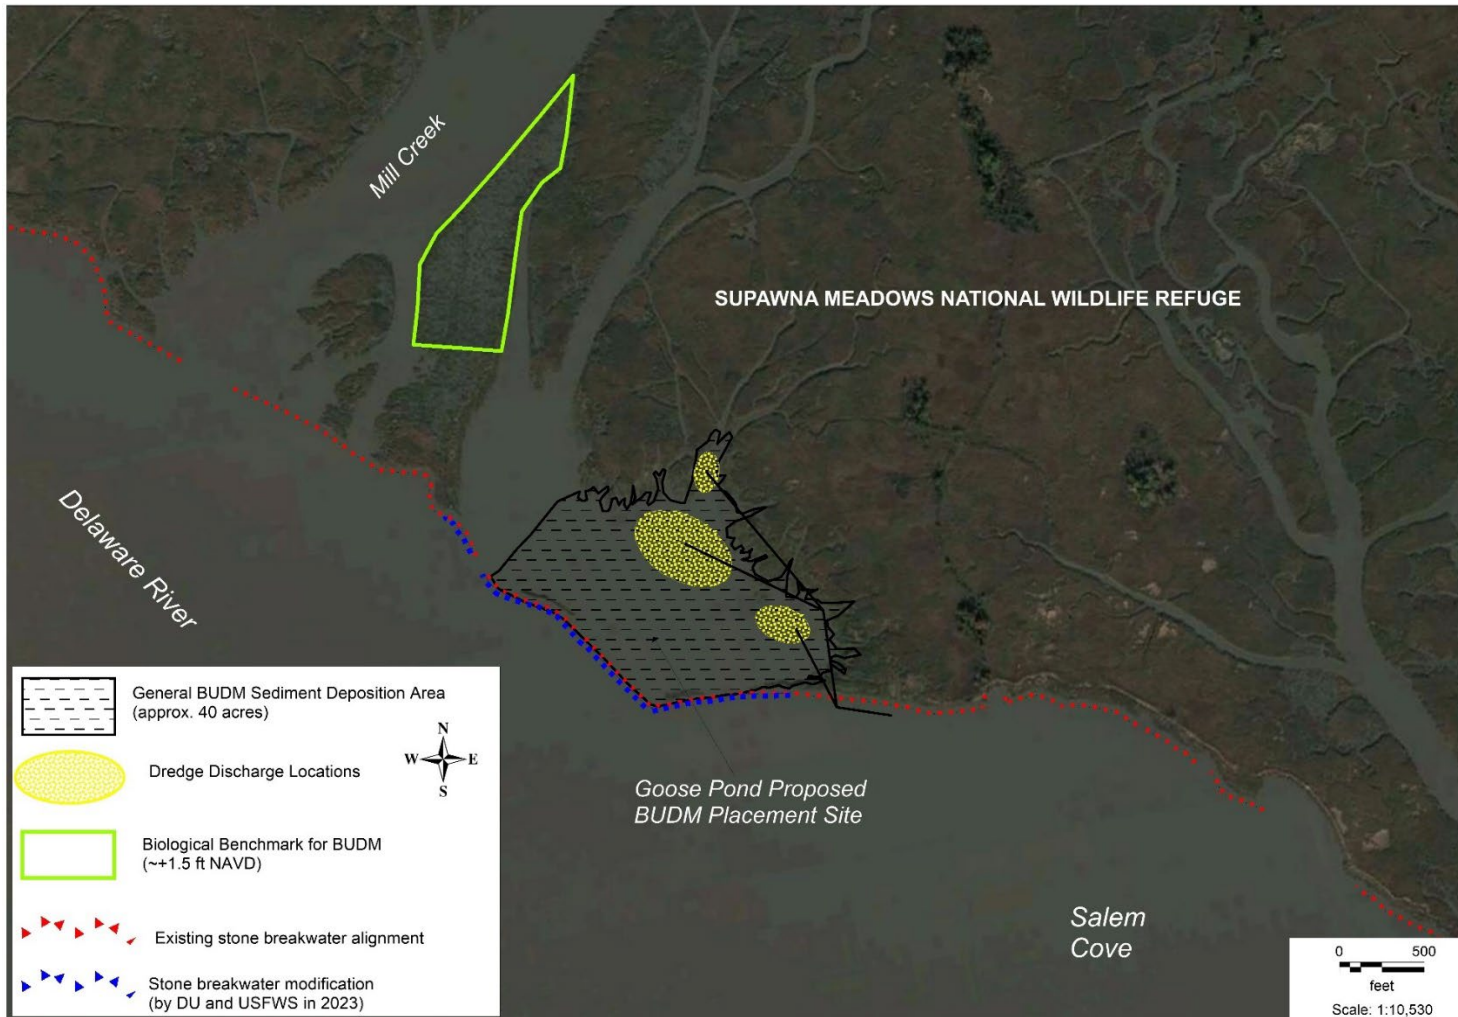 Mill Creek
SUPAWNA MEADOWS NATIONAL WILDLIFE REFUGE
Delaware River
General BUDM Sediment Deposition Area
(approx. 40 acres)
N
W
E
S
Dredge Discharge Locations
Biological Benchmark for BUDM
(~+1.5 ft NAVD)
Existing stone breakwater alignment
Stone breakwater modification
(by DU and USFWS in 2023)
Goose Pond Proposed
BUDM Placement Site
Salem
Cove
0 500
feet
Scale: 1:10,530